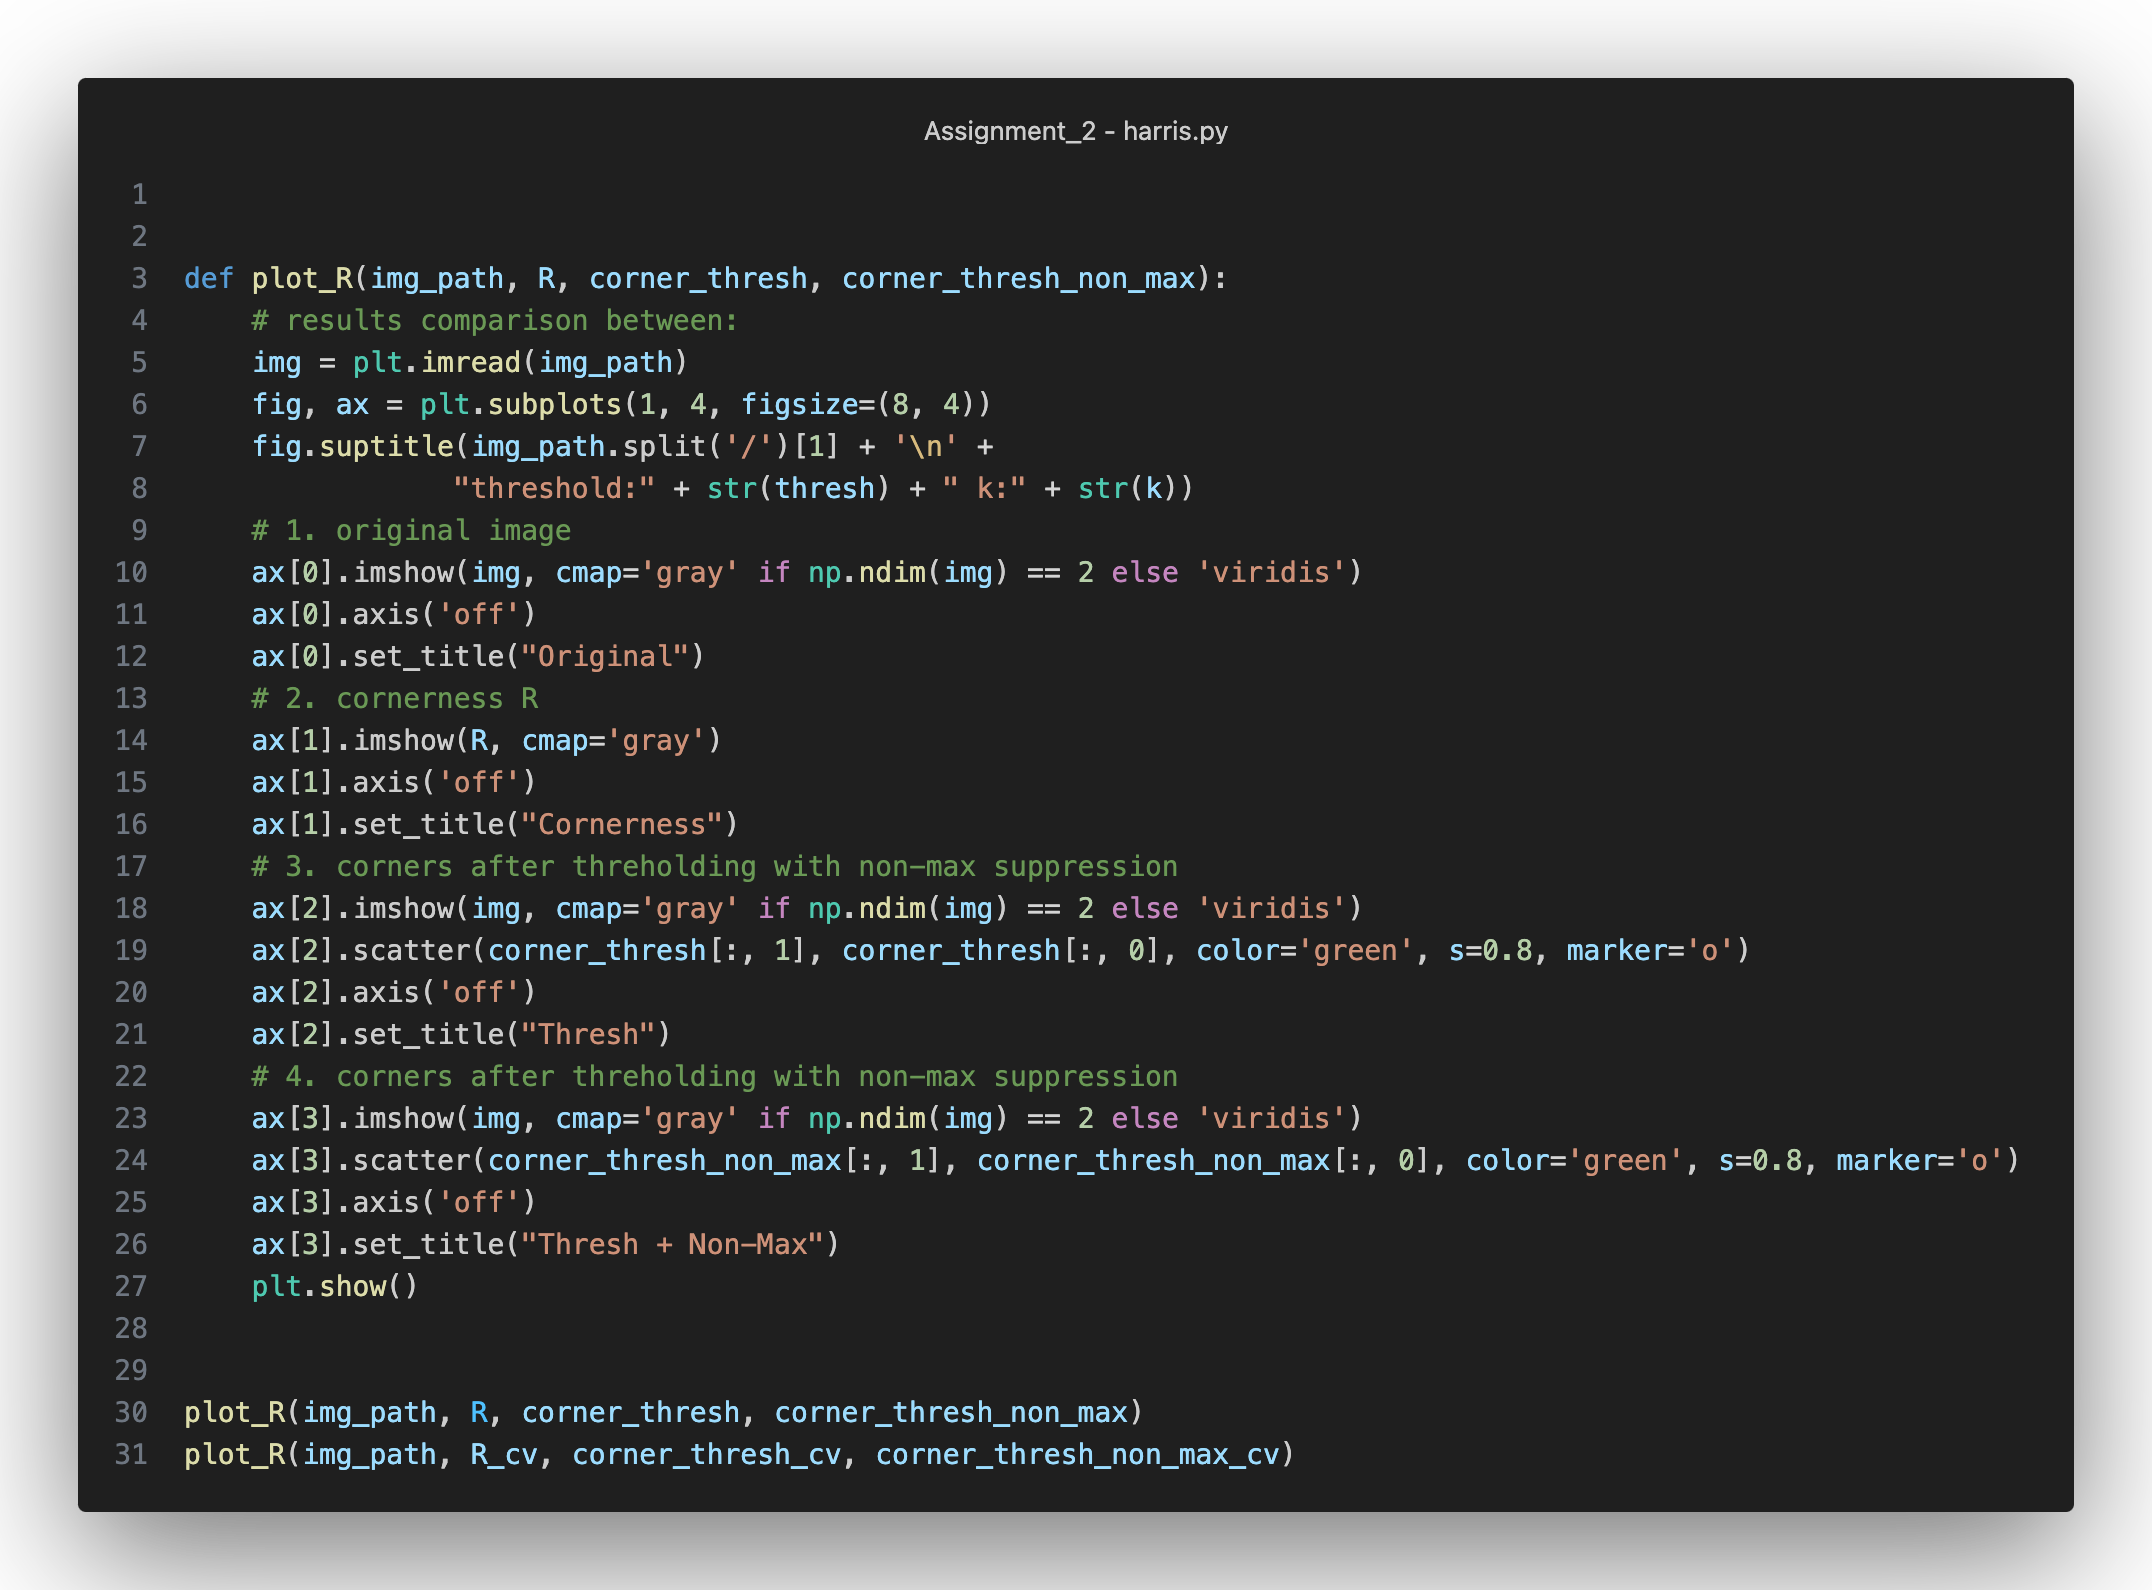 Assignment_2 - harris.py
1
2
3 def plot_R(img_path, R, corner_thresh, corner_thresh_non_max):
4     # results comparison between:
5     img = plt.imread(img_path)
6     fig, ax = plt.subplots(1, 4, figsize=(8, 4))
7     fig.suptitle(img_path.split('/')[1] + '\n' +
8                 "threshold:" + str(thresh) + " k:" + str(k))
9     # 1. original image
10     ax[0].imshow(img, cmap='gray' if np.ndim(img) == 2 else 'viridis')
11     ax[0].axis('off')
12     ax[0].set_title("Original")
13     # 2. cornerness R
14     ax[1].imshow(R, cmap='gray')
15     ax[1].axis('off')
16     ax[1].set_title("Cornerness")
17     # 3. corners after threholding with non-max suppression
18     ax[2].imshow(img, cmap='gray' if np.ndim(img) == 2 else 'viridis')
19     ax[2].scatter(corner_thresh[:, 1], corner_thresh[:, 0], color='green', s=0.8, marker='o')
20     ax[2].axis('off')
21     ax[2].set_title("Thresh")
22     # 4. corners after threholding with non-max suppression
23     ax[3].imshow(img, cmap='gray' if np.ndim(img) == 2 else 'viridis')
24     ax[3].scatter(corner_thresh_non_max[:, 1], corner_thresh_non_max[:, 0], color='green', s=0.8, marker='o')
25     ax[3].axis('off')
26     ax[3].set_title("Thresh + Non-Max")
27     plt.show()
28
29
30 plot_R(img_path, R, corner_thresh, corner_thresh_non_max)
31 plot_R(img_path, R_cv, corner_thresh_cv, corner_thresh_non_max_cv)